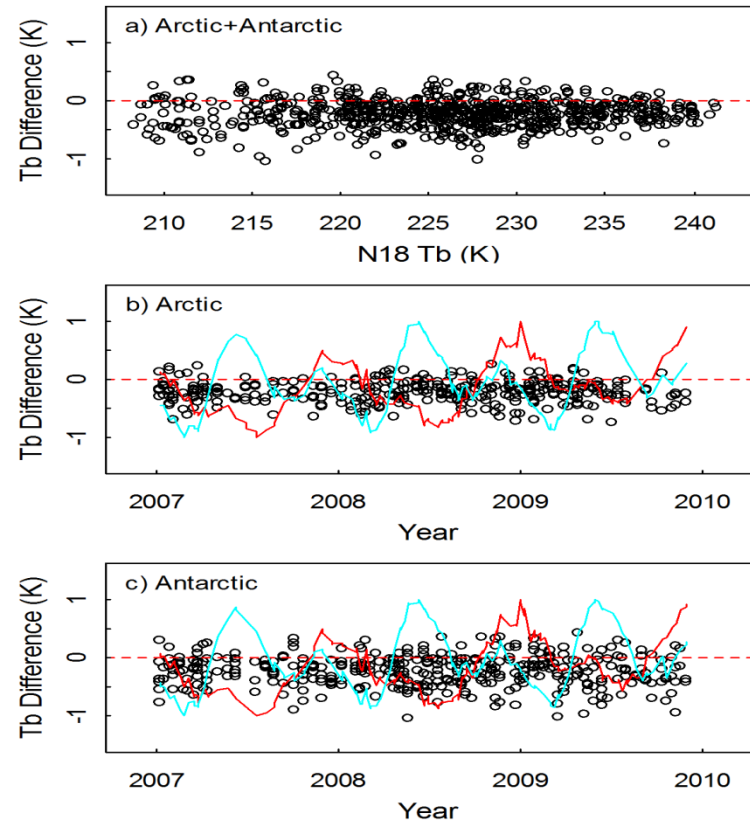 a) Arctic+Antarctic
Tb Difference (K)
1
0
-1
210 215 220 225 230 235 240
N18 Tb (K)
b) Arctic
Tb Difference (K)
1
0
-1
2007 2008 2009 2010
Year
c) Antarctic
Tb Difference (K)
1
0
-1
2007 2008 2009 2010
Year